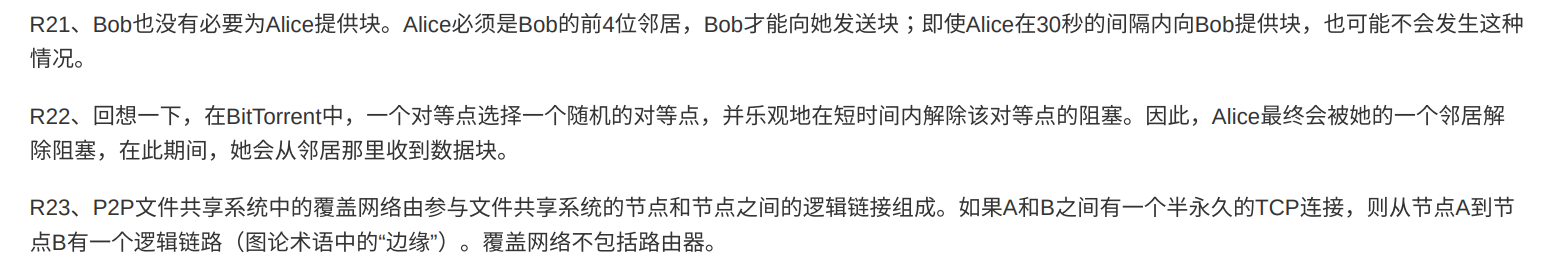 R21、Bob也没有必要为Alice提供块。Alice必须是Bob的前4位邻居，Bob才能向她发送块；即使Alice在30秒的间隔内向Bob提供块，也可能不会发生这种
情况。
R22、回想一下，在BitTorrent中，一个对等点选择一个随机的对等点，并乐观地在短时间内解除该对等点的阻塞。因此，Alice最终会被她的一个邻居解
除阻塞，在此期间，她会从邻居那里收到数据块。
R23、P2P文件共享系统中的覆盖网络由参与文件共享系统的节点和节点之间的逻辑链接组成。如果A和B之间有一个半永久的TCP连接，则从节点A到节
点B有一个逻辑链路（图论术语中的“边缘”）。覆盖网络不包括路由器。